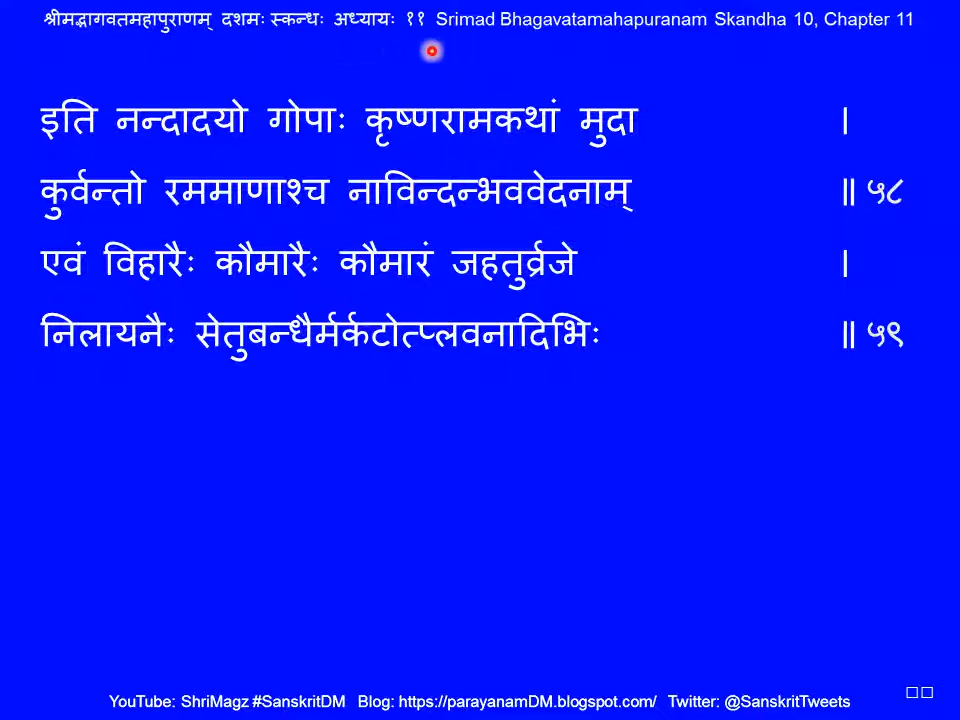 श्रीमद्भागवतमहापुराणम् दशमः स्कन्धः अध्यायः ११ Srimad Bhagavatamahapuranam Skandha 10, Chapter 11
इति नन्दादयो गोपाः कृष्णरामकथां मुदा ।
कुर्वन्तो रममाणाश्च नाविन्दन्भववेदनाम् ॥ ५८
एवं विहारैः कौमारैः कौमारं जहतुर्व्रजे ।
निलायनैः सेतुबन्धैर्मर्कटोत्प्लवनादिभिः ॥ ५९
YouTube: ShriMagz #SanskritDM Blog: https://parayanamDM.blogspot.com/ Twitter: @SanskritTweets